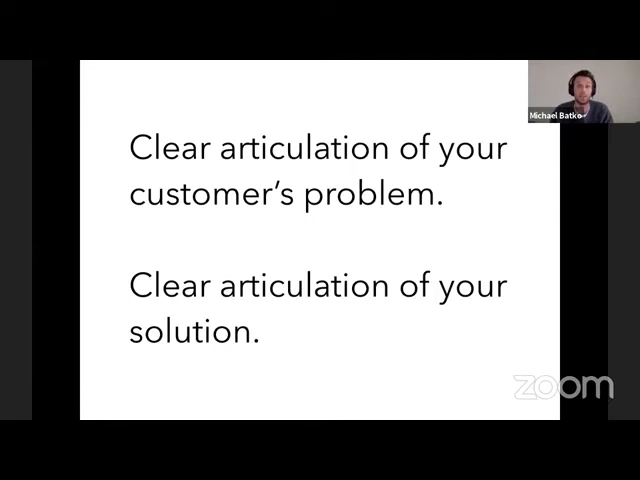 Michael Batko
Clear articulation of your
customer’s problem.
Clear articulation of your
solution.
zoom